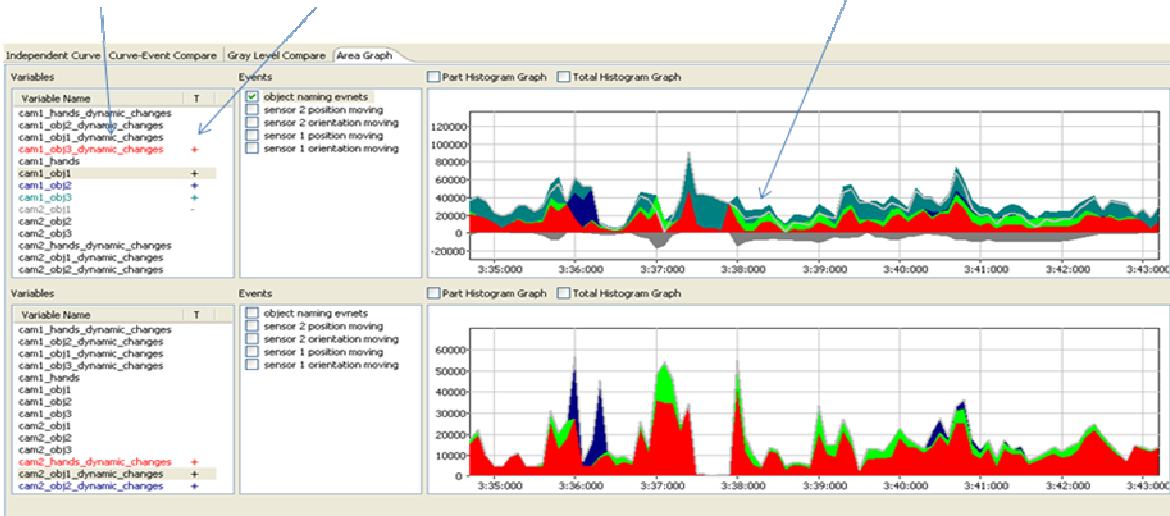 Independent Curve Curve-Event Compare Gray Level Compare Area Graph
Variables Events Part Histogram Graph Total Histogram Graph
Variable Name T
cam1_hands_dynamic_changes
cam1_obj2_dynamic_changes
cam1_obj1_dynamic_changes
cam1_obj3_dynamic_changes +
cam1_hands
cam1_obj1 +
cam1_obj2 +
cam1_obj3 +
cam2_obj1 -
cam2_obj2
cam2_obj3
cam2_hands_dynamic_changes
cam2_obj1_dynamic_changes
cam2_obj2_dynamic_changes
object naming evnets
sensor 2 position moving
sensor 2 orientation moving
sensor 1 position moving
sensor 1 orientation moving
120000
100000
80000
60000
40000
20000
0
-20000
3:35:000 3:36:000 3:37:000 3:38:000 3:39:000 3:40:000 3:41:000 3:42:000 3:43:000
Variables Events Part Histogram Graph Total Histogram Graph
Variable Name T
cam1_hands_dynamic_changes
cam1_obj2_dynamic_changes
cam1_obj1_dynamic_changes
cam1_obj3_dynamic_changes
cam1_hands
cam1_obj1
cam1_obj2
cam1_obj3
cam2_obj1
cam2_obj2
cam2_obj3
cam2_hands_dynamic_changes +
cam2_obj1_dynamic_changes +
cam2_obj2_dynamic_changes +
object naming evnets
sensor 2 position moving
sensor 2 orientation moving
sensor 1 position moving
sensor 1 orientation moving
60000
50000
40000
30000
20000
10000
0
3:35:000 3:36:000 3:37:000 3:38:000 3:39:000 3:40:000 3:41:000 3:42:000 3:43:000